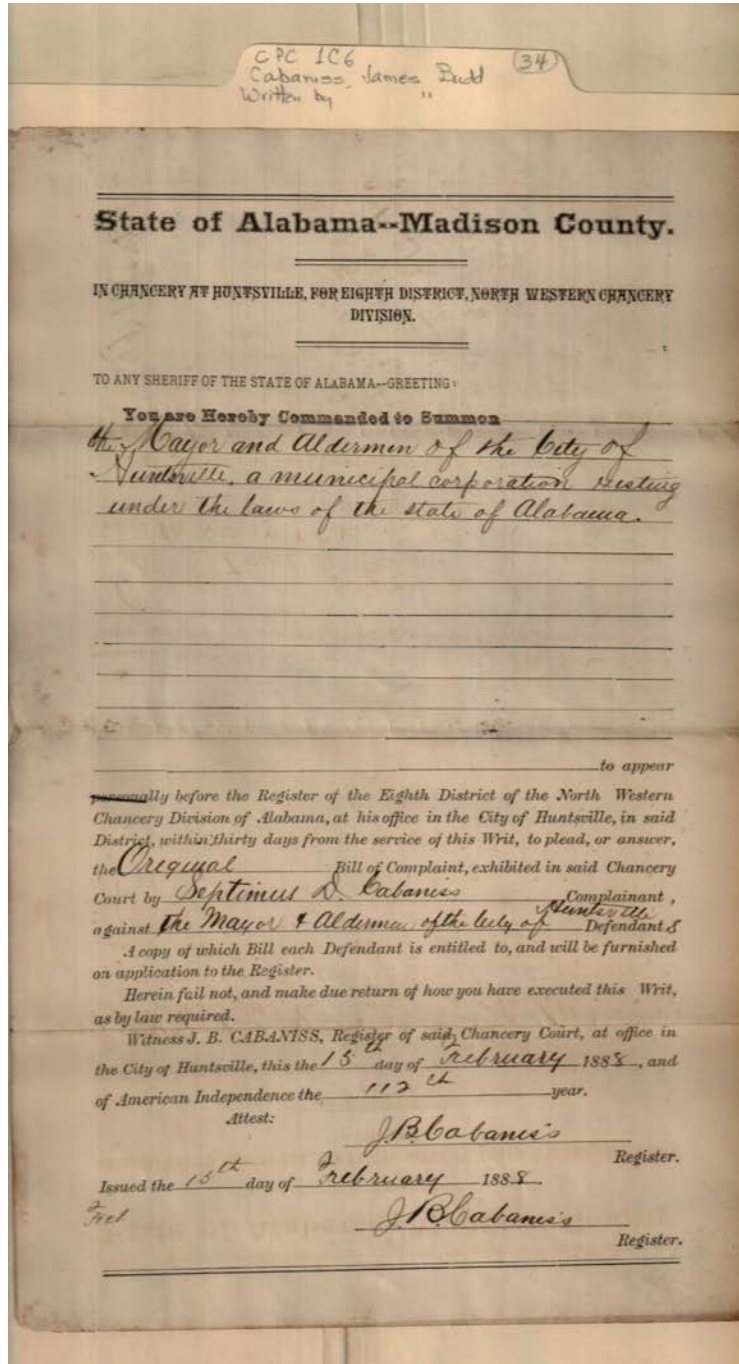 CPC 1C6 (34)
Cabaniss, James Budd
Written by "
State of Alabama--Madison County.
IN CHANCERY AT HUNTSVILLE, FOR EIGHTH DISTRICT, NORTH WESTERN CHANCERY
DIVISION.
TO ANY SHERIFF OF THE STATE OF ALABAMA--GREETING:
You are Hereby Commanded to Summon
the Mayor and Aldermen of the City of
Huntsville, a municipal corporation existing
under the laws of the state of Alabama.
to appear
personally before the Register of the Eighth District of the North Western
Chancery Division of Alabama, at his office in the City of Huntsville, in said
District, within thirty days from the service of this Writ, to plead, or answer,
the Original Bill of Complaint, exhibited in said Chancery
Court by Septimus D. Cabaniss Complainant,
against The Mayor & Aldermen of the City of Huntsville Defendants
A copy of which Bill each Defendant is entitled to, and will be furnished
on application to the Register.
Herein fail not, and make due return of how you have executed this Writ,
as by law required.
Witness J. B. CABANISS, Register of said Chancery Court, at office in
the City of Huntsville, this the 15th day of February 1888, and
of American Independence the 112th year.
Attest:
J.B. Cabaniss
Register.
Issued the 15th day of February 1888
J.B. Cabaniss
Register.